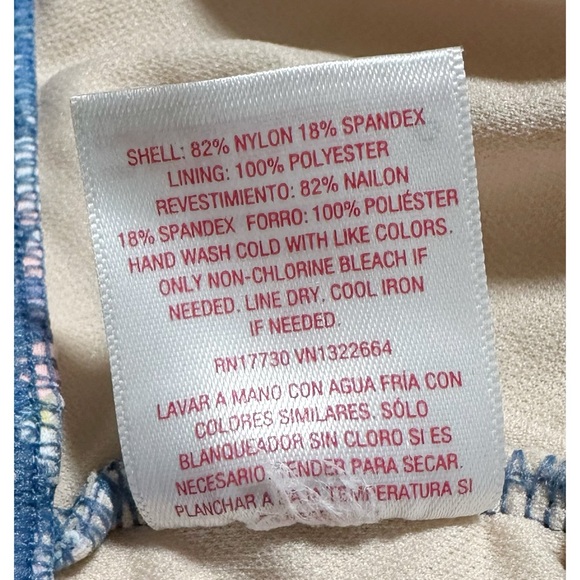 SHELL: 82% NYLON 18% SPANDEX
LINING: 100% POLYESTER
REVESTIMIENTO: 82% NAILON
18% SPANDEX FORRO: 100% POLIÉSTER
HAND WASH COLD WITH LIKE COLORS.
ONLY NON-CHLORINE BLEACH IF
NEEDED. LINE DRY. COOL IRON
IF NEEDED.
RN17730 VN1322664
LAVAR A MANO CON AGUA FRÍA CON
COLORES SIMILARES. SÓLO
BLANQUEADOR SIN CLORO SI ES
NECESARIO. TENDER PARA SECAR.
PLANCHAR A BAJA TEMPERATURA SI